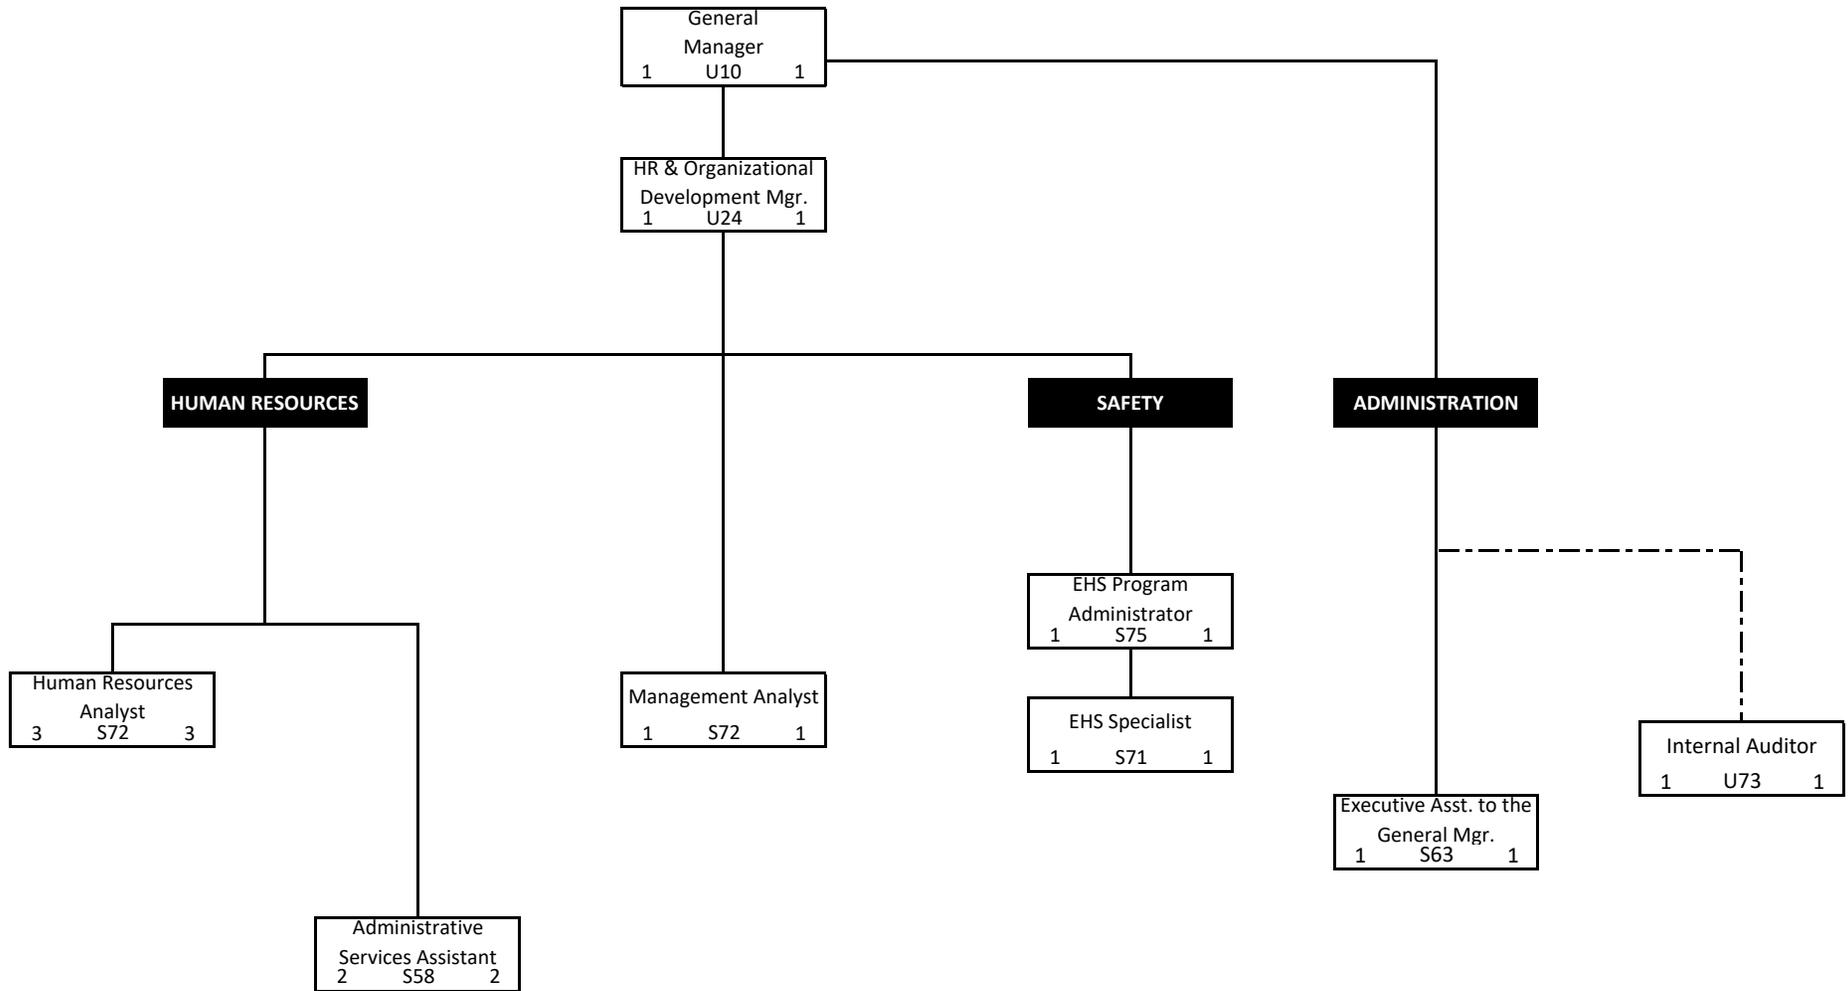 General
Manager
1 U10 1
HR & Organizational
Development Mgr.
1 U24 1
HUMAN RESOURCES
SAFETY
ADMINISTRATION
EHS Program
Administrator
1 S75 1
Human Resources
Analyst
3 S72 3
Management Analyst
1 S72 1
EHS Specialist
1 S71 1
Internal Auditor
1 U73 1
Executive Asst. to the
General Mgr.
1 S63 1
Administrative
Services Assistant
2 S58 2